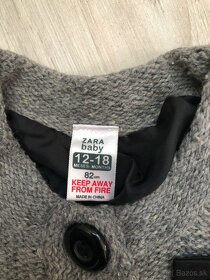 ZARA
baby
12-18
MESES MONTHS
82cm
KEEP AWAY
FROM FIRE
MADE IN CHINA
Bazos.sk